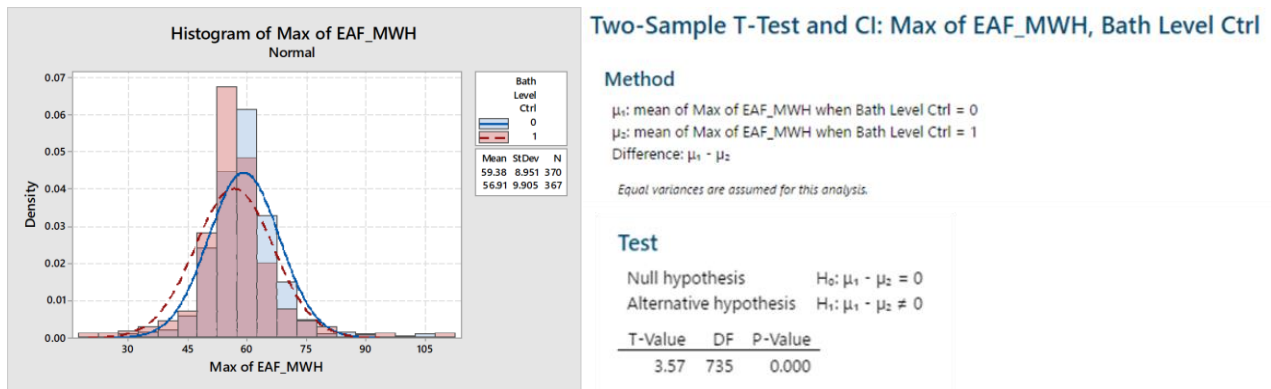 Histogram of Max of EAF_MWH
Normal
0.07
0.06
0.05
0.04
0.03
0.02
0.01
0.00
Density
30 45 60 75 90 105
Max of EAF_MWH
Bath
Level
Ctrl
0
1
Mean StDev N
59.38 8.951 370
56.91 9.905 367
Two-Sample T-Test and CI: Max of EAF_MWH, Bath Level Ctrl
Method
μ₁: mean of Max of EAF_MWH when Bath Level Ctrl = 0
μ₂: mean of Max of EAF_MWH when Bath Level Ctrl = 1
Difference: μ₁ - μ₂
Equal variances are assumed for this analysis.
Test
Null hypothesis H₀: μ₁ - μ₂ = 0
Alternative hypothesis H₁: μ₁ - μ₂ ≠ 0
T-Value DF P-Value
3.57 735 0.000